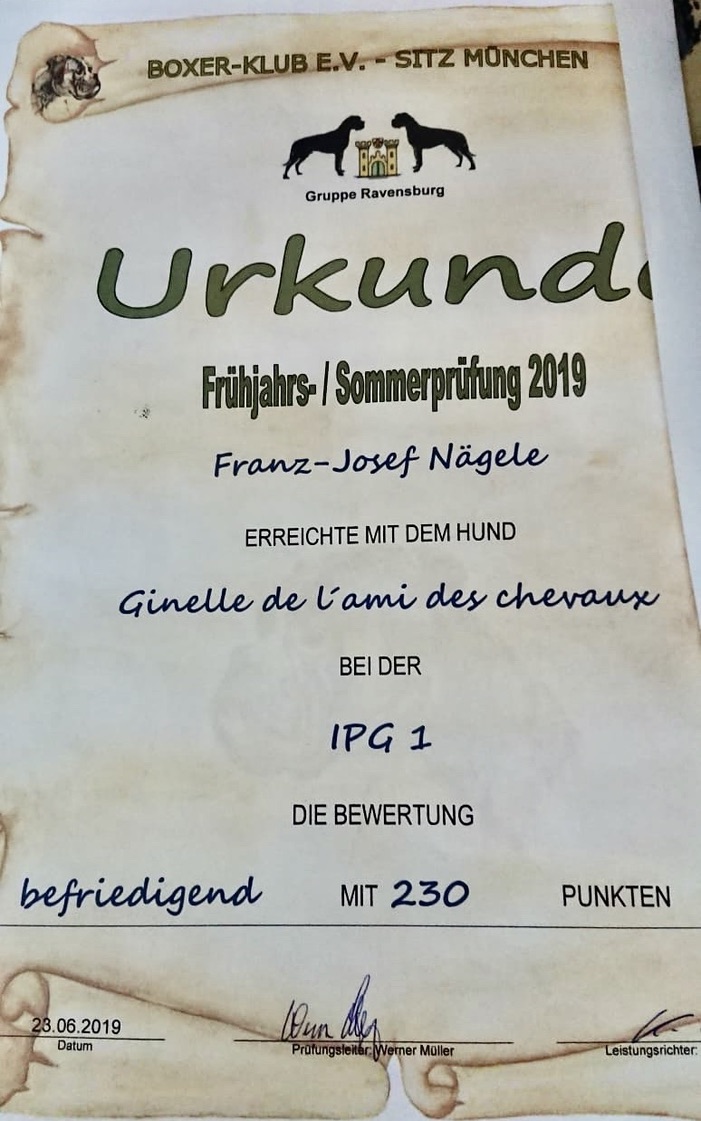 BOXER-KLUB E.V. - SITZ MÜNCHEN
Gruppe Ravensburg
Urkunde
Frühjahrs- / Sommerprüfung 2019
Franz-Josef Nägele
ERREICHTE MIT DEM HUND
Ginelle de l´ami des chevaux
BEI DER
IPG 1
DIE BEWERTUNG
befriedigend MIT 230 PUNKTEN
23.06.2019
Datum
Prüfungsleiter: Werner Müller
Leistungsrichter: